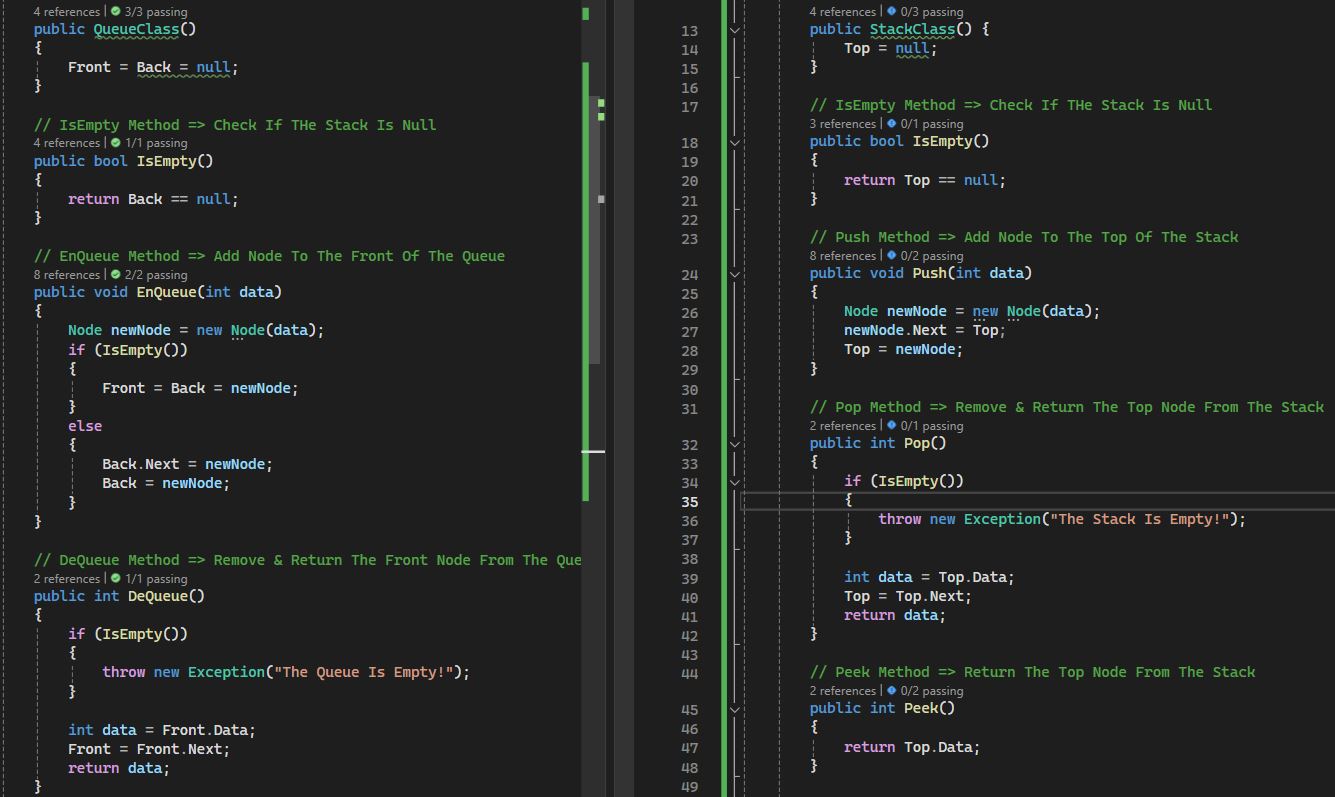 4 references | 3/3 passing
public QueueClass()
{
Front = Back = null;
}
// IsEmpty Method => Check If THe Stack Is Null
4 references | 1/1 passing
public bool IsEmpty()
{
return Back == null;
}
// EnQueue Method => Add Node To The Front Of The Queue
8 references | 2/2 passing
public void EnQueue(int data)
{
Node newNode = new Node(data);
if (IsEmpty())
{
Front = Back = newNode;
}
else
{
Back.Next = newNode;
Back = newNode;
}
}
// DeQueue Method => Remove & Return The Front Node From The Que
2 references | 1/1 passing
public int DeQueue()
{
if (IsEmpty())
{
throw new Exception("The Queue Is Empty!");
}
int data = Front.Data;
Front = Front.Next;
return data;
}
4 references | 0/3 passing
13 public StackClass() {
14 Top = null;
15 }
16
17 // IsEmpty Method => Check If THe Stack Is Null
3 references | 0/1 passing
18 public bool IsEmpty()
19 {
20 return Top == null;
21 }
22
23 // Push Method => Add Node To The Top Of The Stack
8 references | 0/2 passing
24 public void Push(int data)
25 {
26 Node newNode = new Node(data);
27 newNode.Next = Top;
28 Top = newNode;
29 }
30
31 // Pop Method => Remove & Return The Top Node From The Stack
2 references | 0/1 passing
32 public int Pop()
33 {
34 if (IsEmpty())
35 {
36 throw new Exception("The Stack Is Empty!");
37 }
38
39 int data = Top.Data;
40 Top = Top.Next;
41 return data;
42 }
43
44 // Peek Method => Return The Top Node From The Stack
2 references | 0/2 passing
45 public int Peek()
46 {
47 return Top.Data;
48 }
49